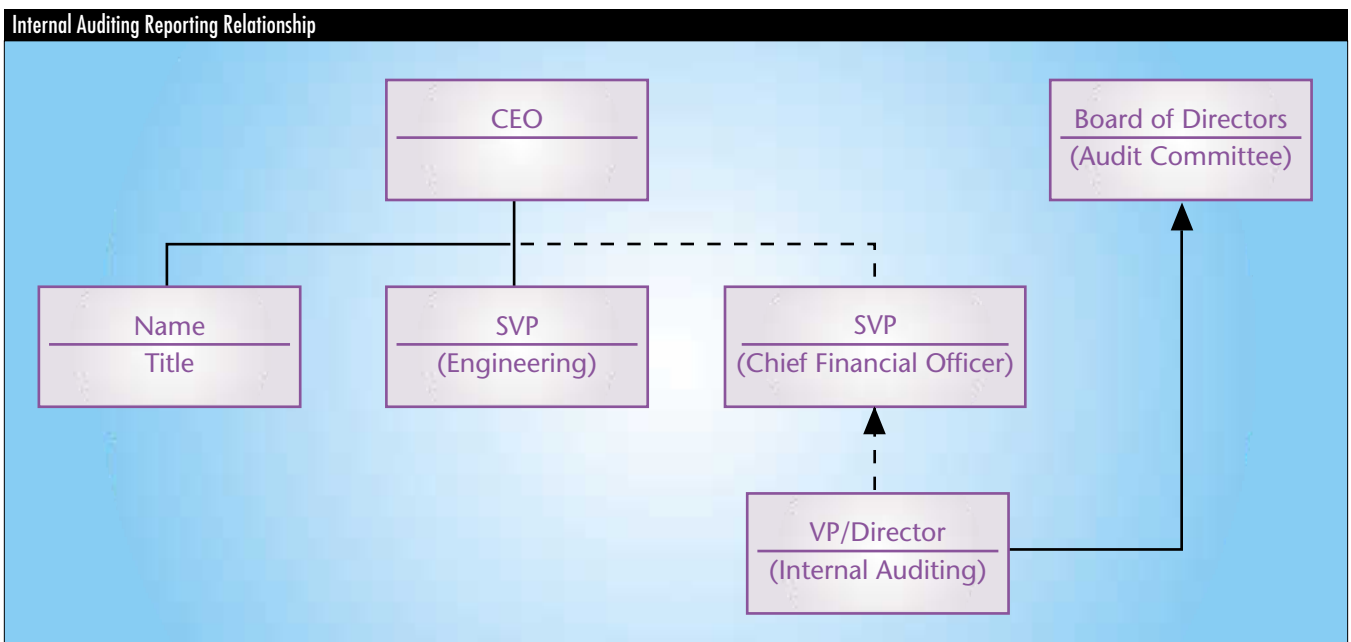 Internal Auditing Reporting Relationship
CEO
Board of Directors
(Audit Committee)
Name
Title
SVP
(Engineering)
SVP
(Chief Financial Officer)
VP/Director
(Internal Auditing)